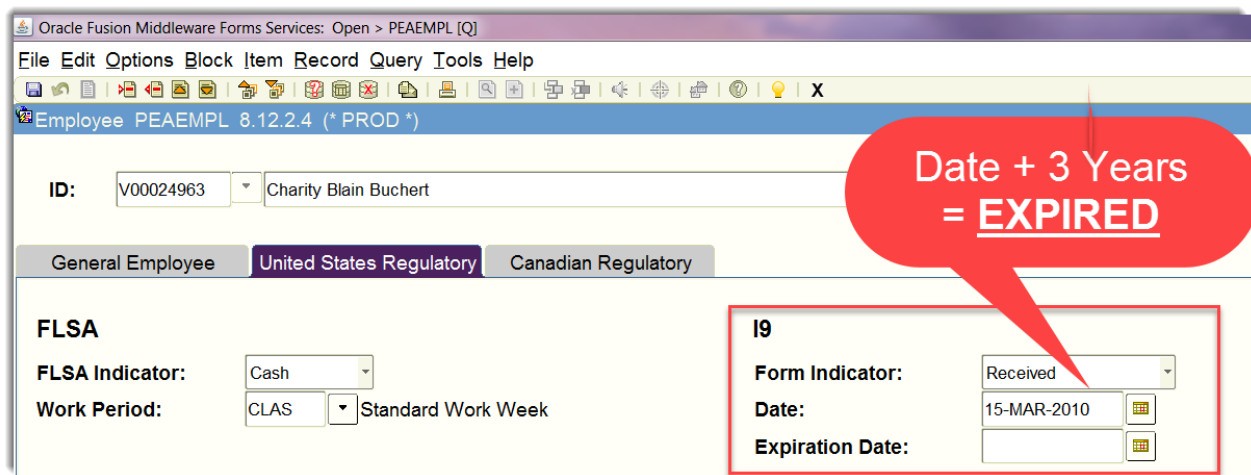 Oracle Fusion Middleware Forms Services: Open > PEAEMPL [Q]
File Edit Options Block Item Record Query Tools Help
X
Employee PEAEMPL 8.12.2.4 (* PROD *)
Date + 3 Years
= EXPIRED
ID: V00024963 Charity Blain Buchert
General Employee United States Regulatory Canadian Regulatory
FLSA
FLSA Indicator: Cash
Work Period: CLAS Standard Work Week
I9
Form Indicator: Received
Date: 15-MAR-2010
Expiration Date: